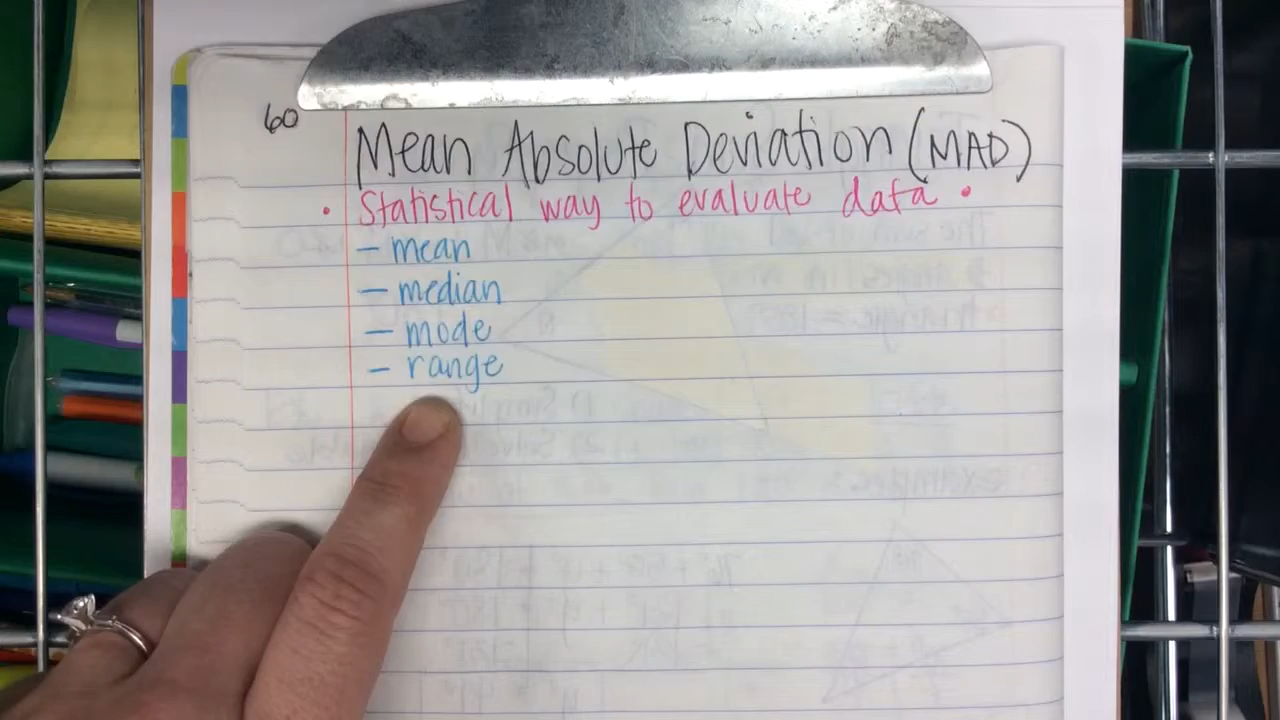 60
Mean Absolute Deviation (MAD)
• Statistical way to evaluate data •
– mean
– median
– mode
– range